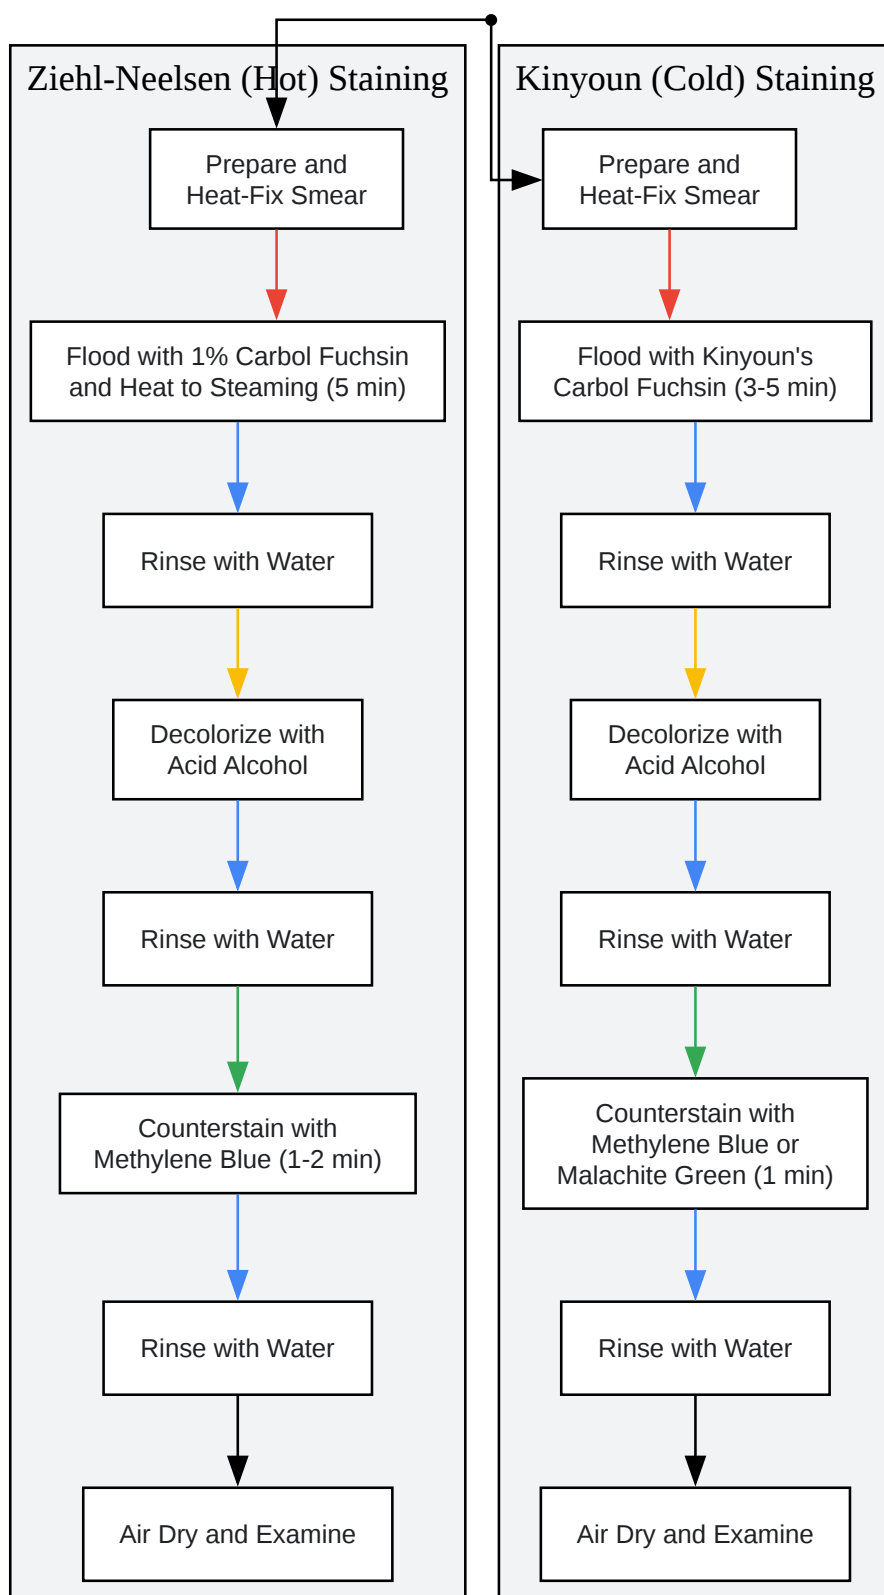 Ziehl-Neelsen (Hot) Staining
Prepare and
Heat-Fix Smear
Flood with 1% Carbol Fuchsin
and Heat to Steaming (5 min)
Rinse with Water
Decolorize with
Acid Alcohol
Rinse with Water
Counterstain with
Methylene Blue (1-2 min)
Rinse with Water
Air Dry and Examine
Kinyoun (Cold) Staining
Prepare and
Heat-Fix Smear
Flood with Kinyoun's
Carbol Fuchsin (3-5 min)
Rinse with Water
Decolorize with
Acid Alcohol
Rinse with Water
Counterstain with
Methylene Blue or
Malachite Green (1 min)
Rinse with Water
Air Dry and Examine